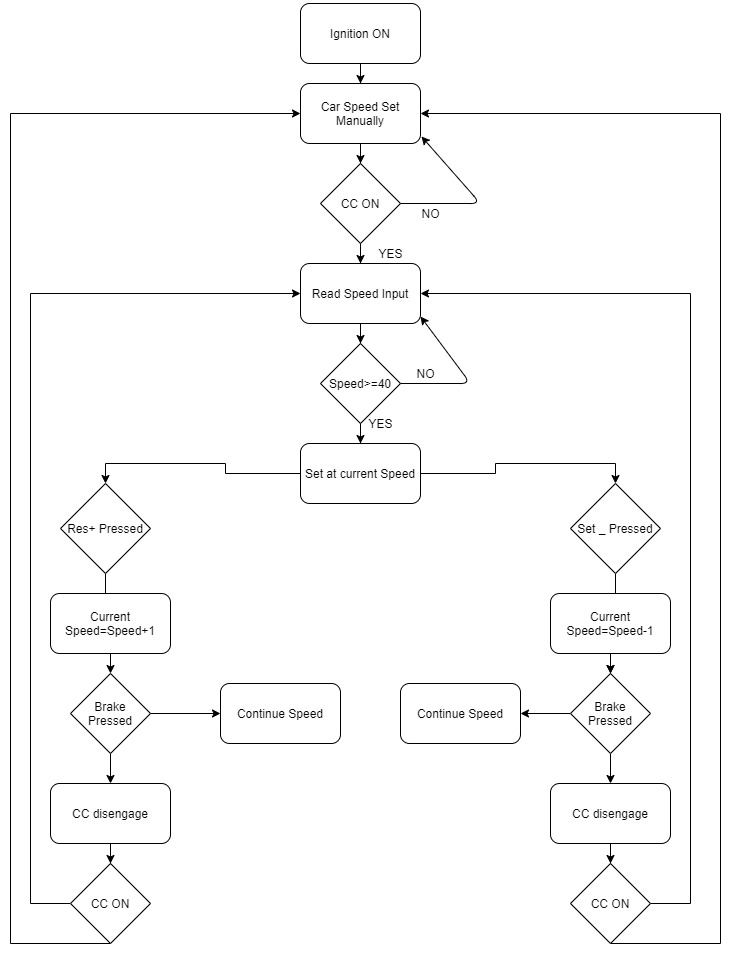 Ignition ON
Car Speed Set
Manually
CC ON
NO
YES
Read Speed Input
Speed>=40
NO
YES
Set at current Speed
Res+ Pressed
Set _ Pressed
Current
Speed=Speed+1
Current
Speed=Speed-1
Brake
Pressed
Continue Speed
Continue Speed
Brake
Pressed
CC disengage
CC disengage
CC ON
CC ON